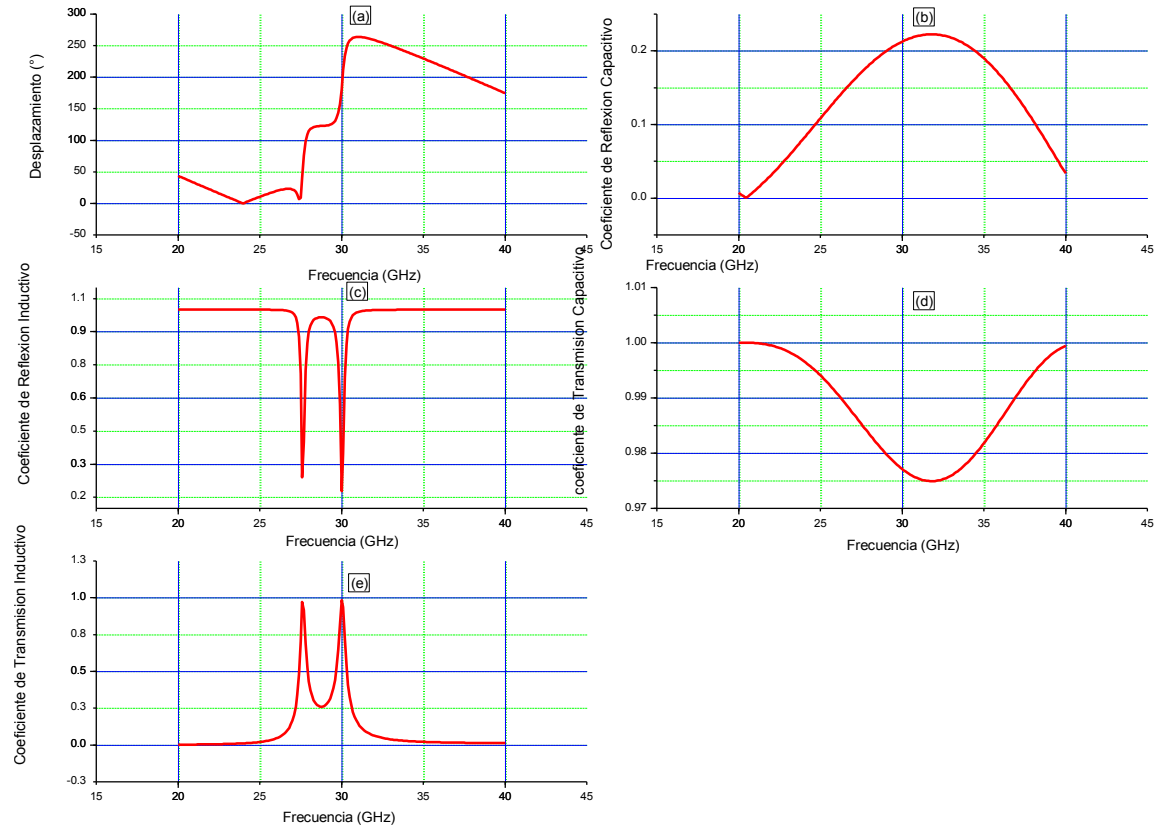 (a)
Desplazamiento (°)
300
250
200
150
100
50
0
-50
15 20 25 30 35 40 45
Frecuencia (GHz)
(b)
Coeficiente de Reflexion Capacitivo
0.2
0.1
0.0
15 20 25 30 35 40 45
Frecuencia (GHz)
(c)
Coeficiente de Reflexion Inductivo
1.1
0.9
0.8
0.6
0.5
0.3
0.2
15 20 25 30 35 40 45
Frecuencia (GHz)
(d)
coeficiente de Transmision Capacitivo
1.01
1.00
0.99
0.98
0.97
15 20 25 30 35 40 45
Frecuencia (GHz)
(e)
Coeficiente de Transmision Inductivo
1.3
1.0
0.8
0.5
0.3
0.0
-0.3
15 20 25 30 35 40 45
Frecuencia (GHz)